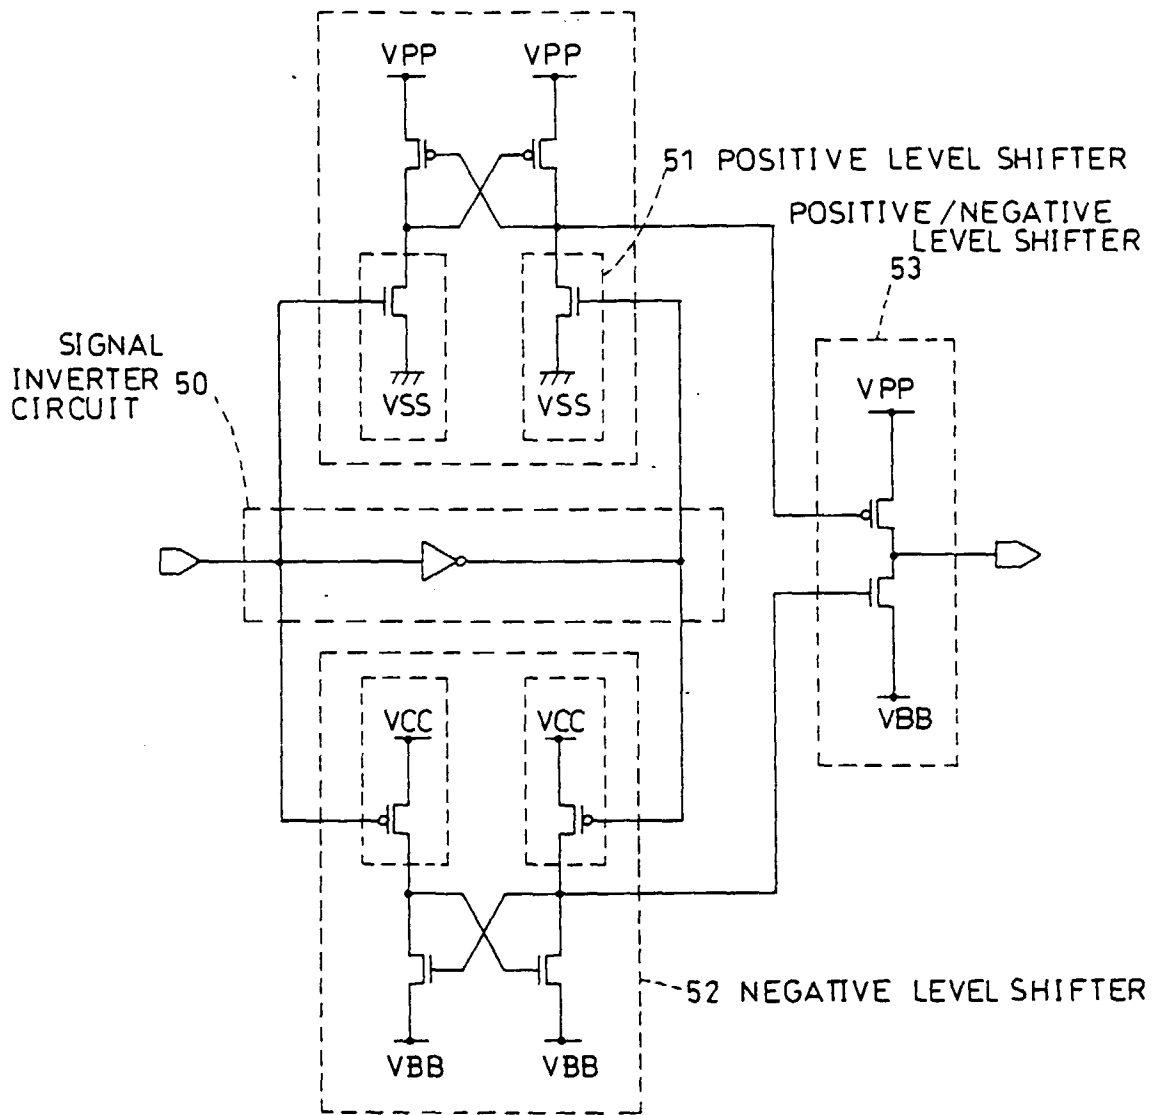 VPP
VPP
51 POSITIVE LEVEL SHIFTER
POSITIVE/NEGATIVE
LEVEL SHIFTER
53
SIGNAL
INVERTER 50
CIRCUIT
VSS
VSS
VPP
VBB
VCC
VCC
52 NEGATIVE LEVEL SHIFTER
VBB
VBB